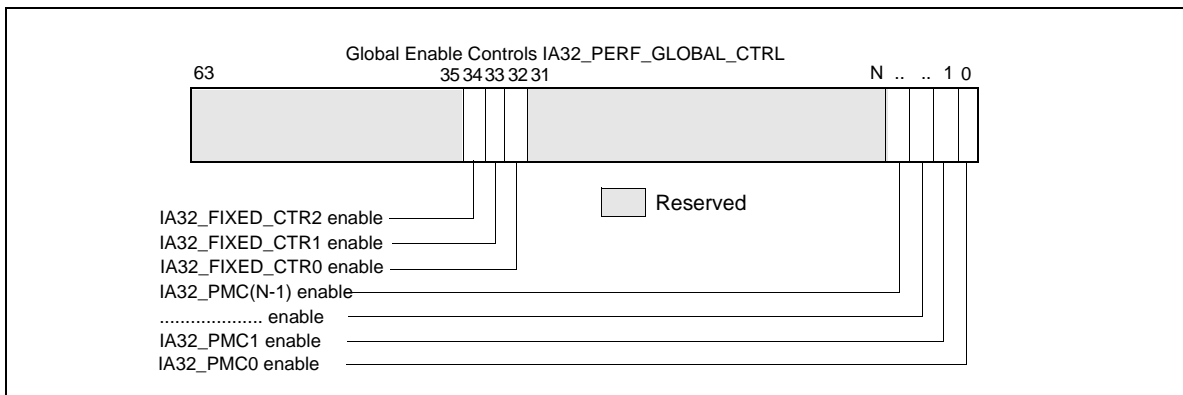 Global Enable Controls IA32_PERF_GLOBAL_CTRL
63 35 34 33 32 31 N .. .. 1 0
Reserved
IA32_FIXED_CTR2 enable
IA32_FIXED_CTR1 enable
IA32_FIXED_CTR0 enable
IA32_PMC(N-1) enable
.................... enable
IA32_PMC1 enable
IA32_PMC0 enable